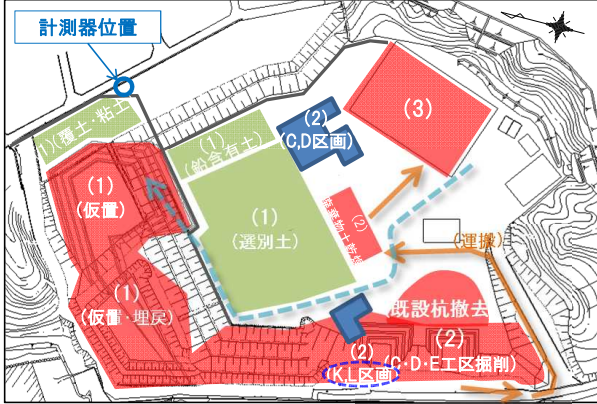 計測器位置
(1)(覆土・粘土)
(1)
(鉛含有土)
(2)
(C,D区画)
(3)
(1)
(仮置)
(1)
(選別土)
(2)
(運搬)
(1)
(仮置・埋戻)
既設杭撤去
(2)
(K,L区画)
(2)
(C・D・E工区掘削)